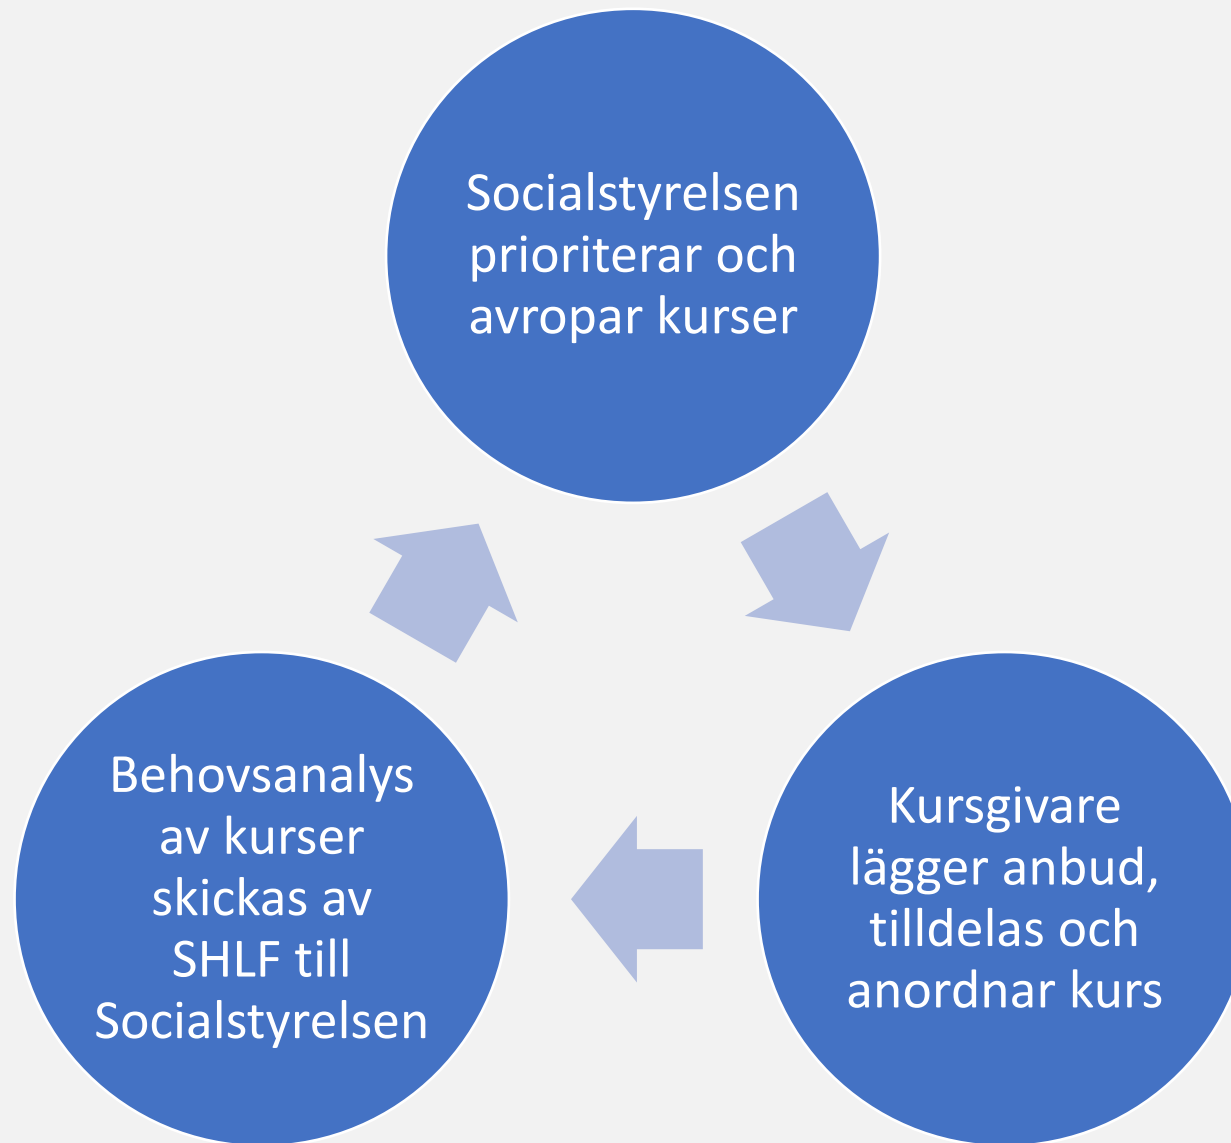 Socialstyrelsen
prioriterar och
avropar kurser
Kursgivare
lägger anbud,
tilldelas och
anordnar kurs
Behovsanalys
av kurser
skickas av
SHLF till
Socialstyrelsen